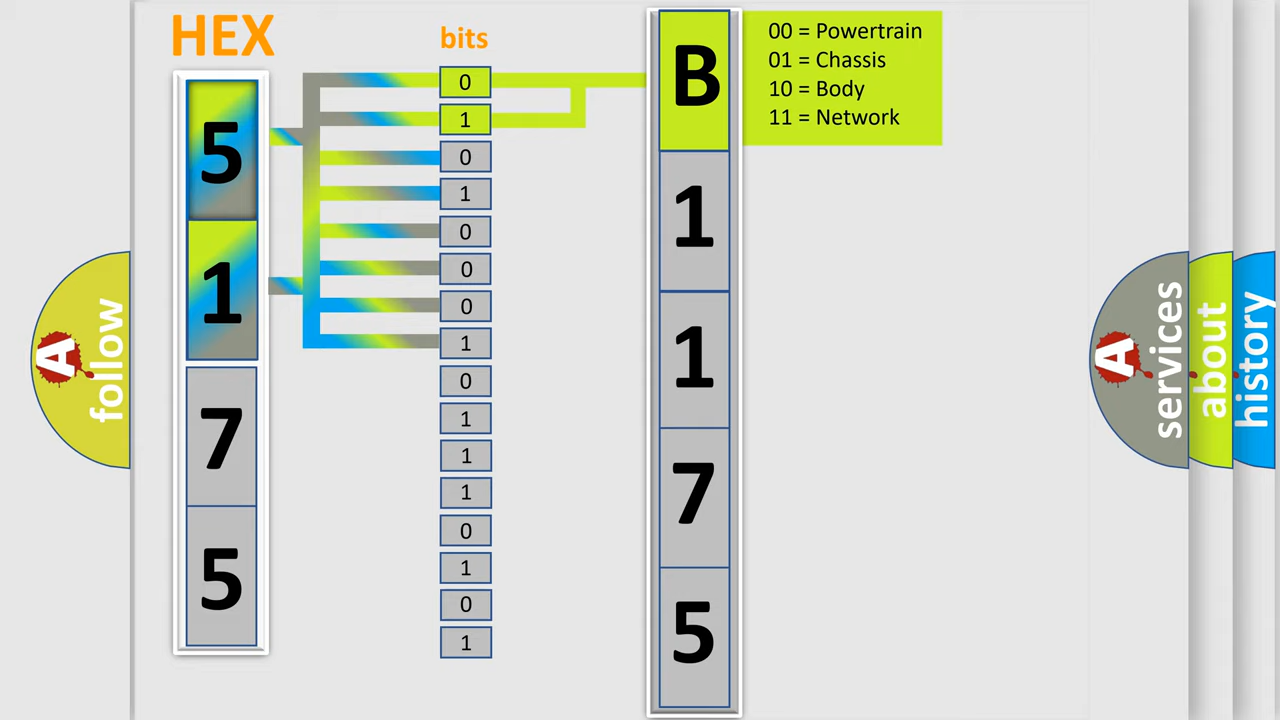 HEX
bits
5
1
7
5
0
1
0
1
0
0
0
1
0
1
1
1
0
1
0
1
B
1
1
7
5
00 = Powertrain
01 = Chassis
10 = Body
11 = Network
A
follow
A
services
about
history